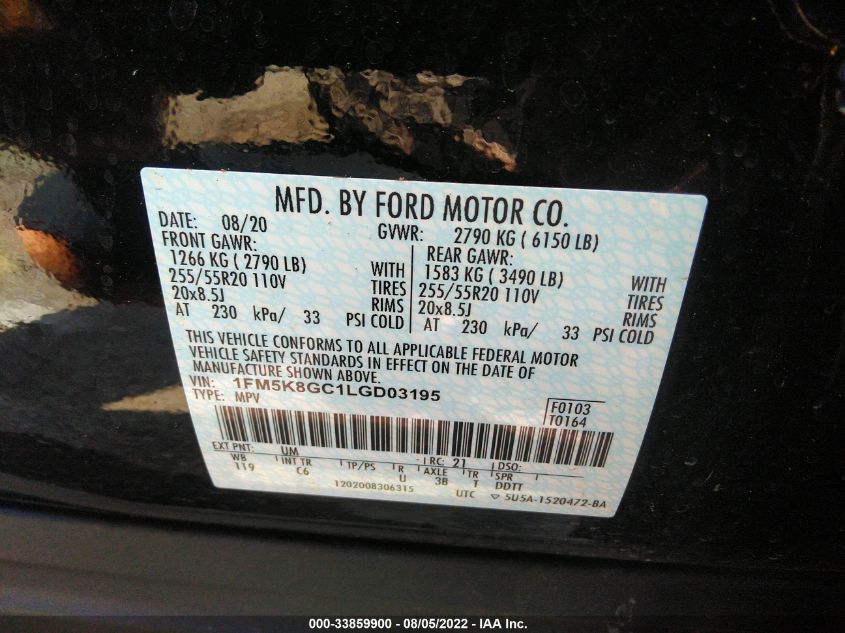 MFD. BY FORD MOTOR CO.
DATE: 08/20 GVWR: 2790 KG ( 6150 LB)
FRONT GAWR: REAR GAWR:
1266 KG ( 2790 LB) WITH 1583 KG ( 3490 LB) WITH
255/55R20 110V TIRES 255/55R20 110V TIRES
20x8.5J RIMS 20x8.5J RIMS
AT 230 kPa/ 33 PSI COLD AT 230 kPa/ 33 PSI COLD
THIS VEHICLE CONFORMS TO ALL APPLICABLE FEDERAL MOTOR
VEHICLE SAFETY STANDARDS IN EFFECT ON THE DATE OF
MANUFACTURE SHOWN ABOVE.
VIN: 1FM5K8GC1LGD03195
TYPE: MPV
F0103
T0164
EXT PNT: UM RC: 21 DSO:
WB INT TR TP/PS R AXLE TR SPR
119 C6 U 3B T DDTT
1202008306315 UTC ▽ 5U5A-1520472-BA
000-33859900 - 08/05/2022 - IAA Inc.